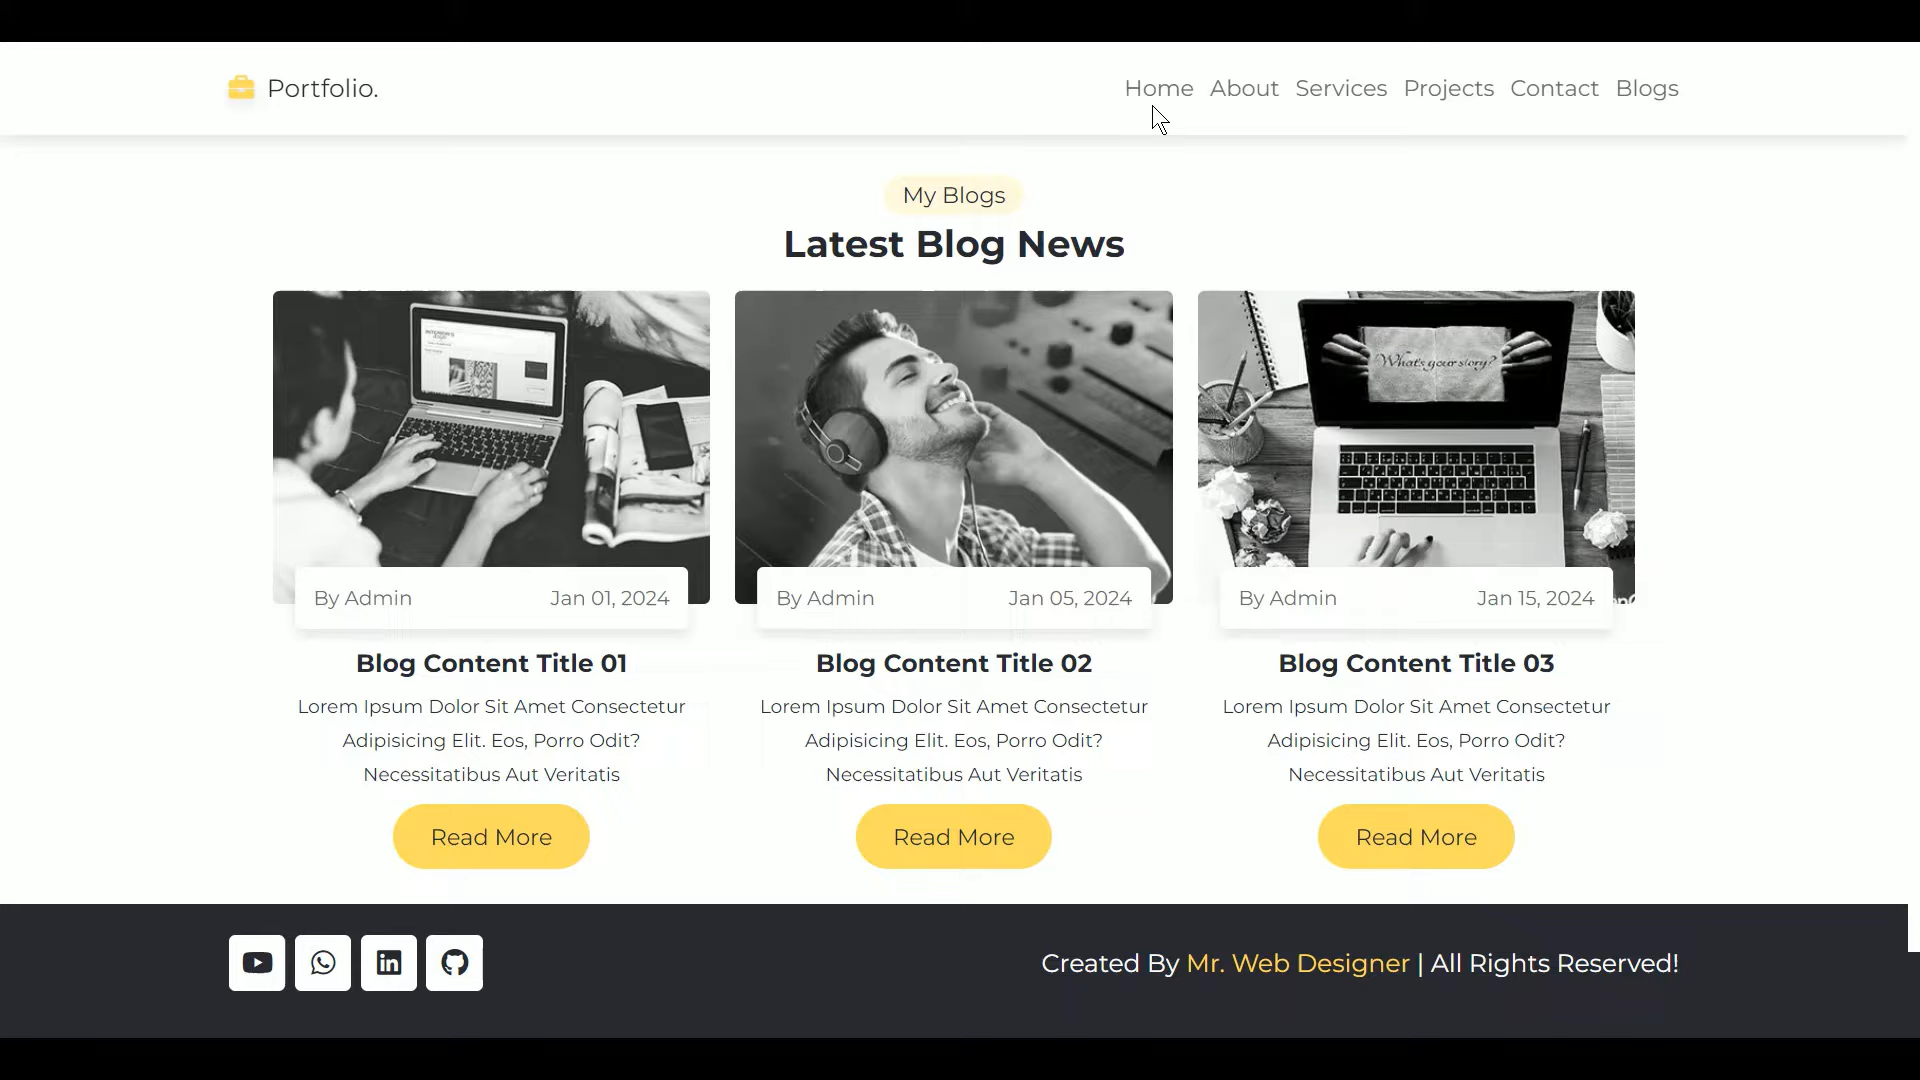 Portfolio.
Home About Services Projects Contact Blogs
My Blogs
Latest Blog News
What's your story?
By Admin Jan 01, 2024
By Admin Jan 05, 2024
By Admin Jan 15, 2024
Blog Content Title 01
Lorem Ipsum Dolor Sit Amet Consectetur
Adipisicing Elit. Eos, Porro Odit?
Necessitatibus Aut Veritatis
Read More
Blog Content Title 02
Lorem Ipsum Dolor Sit Amet Consectetur
Adipisicing Elit. Eos, Porro Odit?
Necessitatibus Aut Veritatis
Read More
Blog Content Title 03
Lorem Ipsum Dolor Sit Amet Consectetur
Adipisicing Elit. Eos, Porro Odit?
Necessitatibus Aut Veritatis
Read More
Created By Mr. Web Designer | All Rights Reserved!